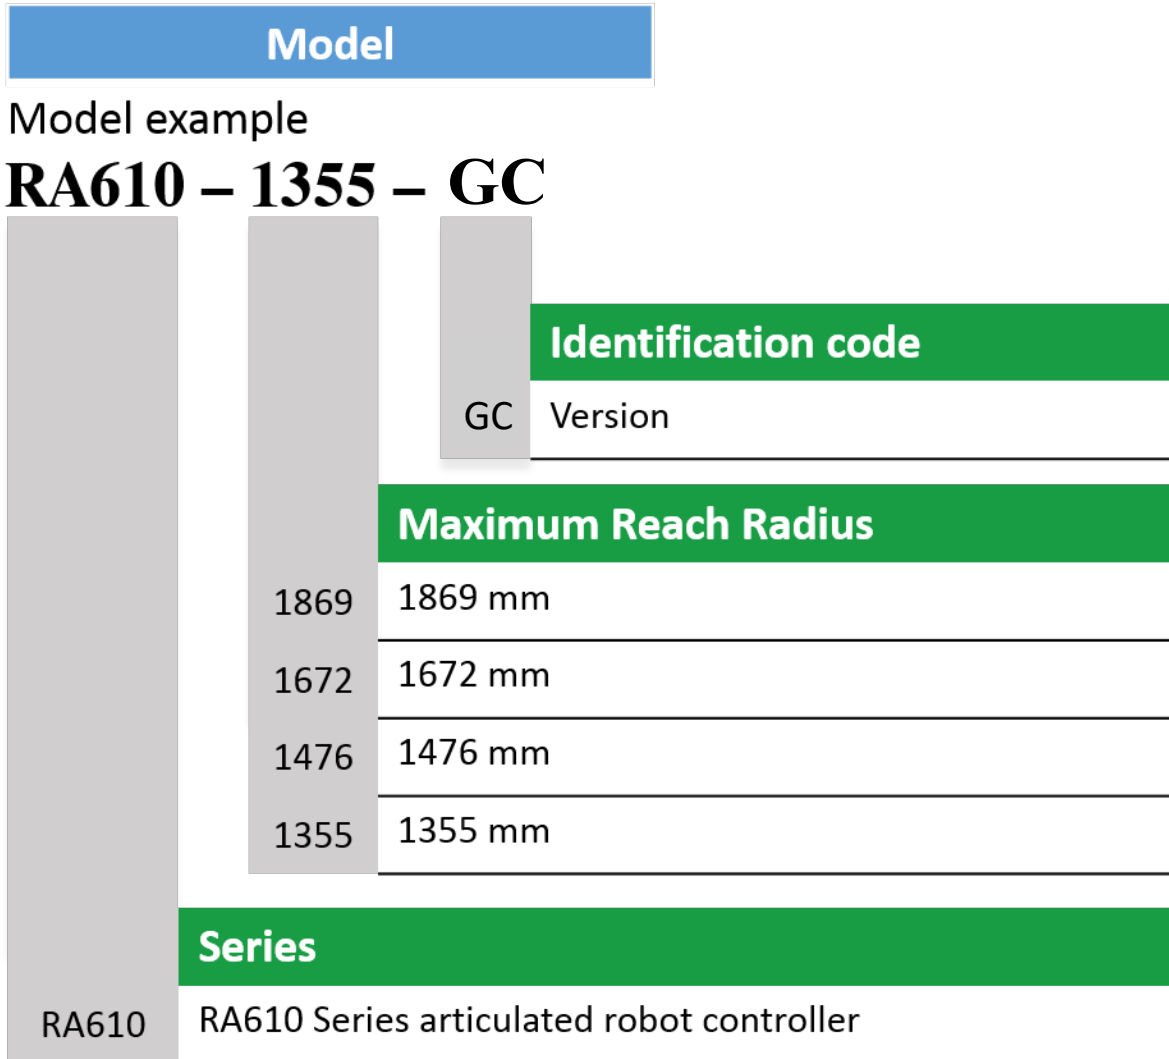 Model
Model example
RA610 – 1355 – GC
Identification code
GC Version
Maximum Reach Radius
1869 1869 mm
1672 1672 mm
1476 1476 mm
1355 1355 mm
Series
RA610 RA610 Series articulated robot controller